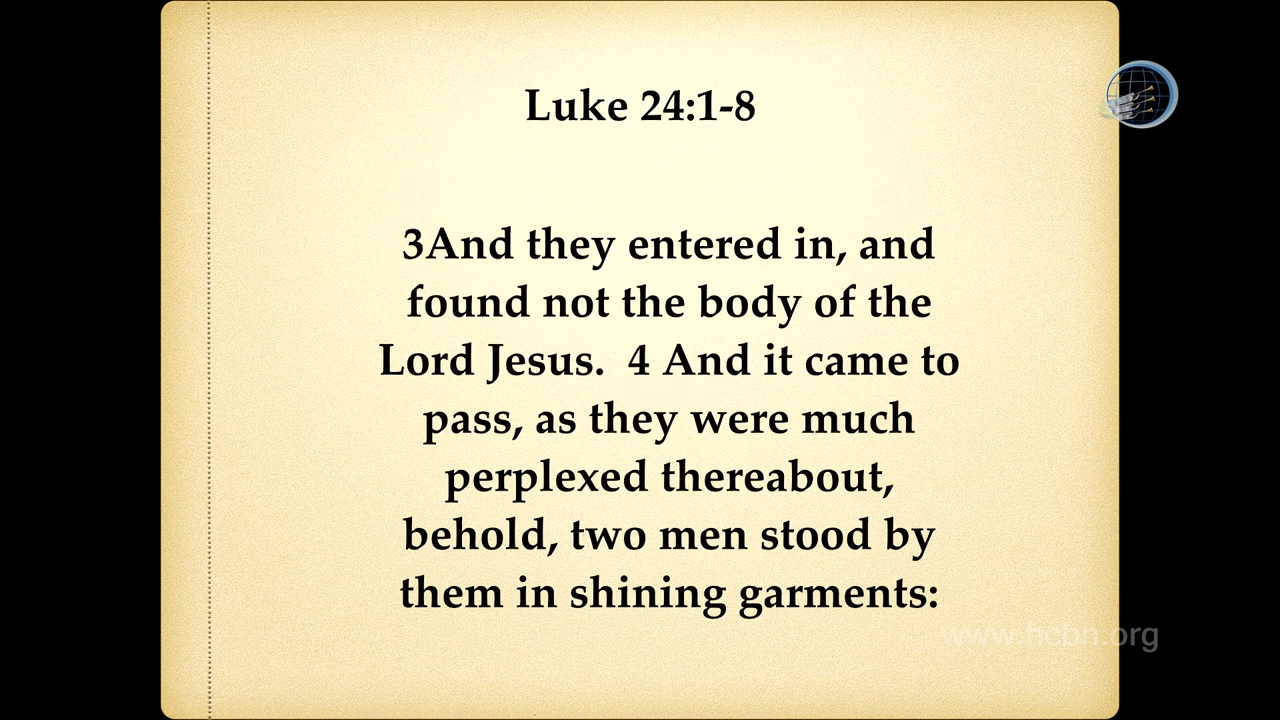 Luke 24:1-8
3And they entered in, and
found not the body of the
Lord Jesus.  4 And it came to
pass, as they were much
perplexed thereabout,
behold, two men stood by
them in shining garments:
www.hcbn.org